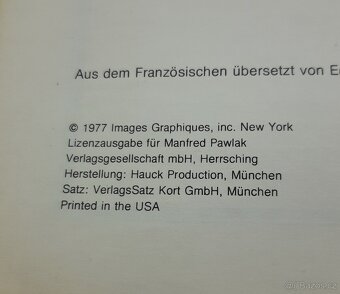 Aus dem Französischen übersetzt von
© 1977 Images Graphiques, inc. New York
Lizenzausgabe für Manfred Pawlak
Verlagsgesellschaft mbH, Herrsching
Herstellung: Hauck Production, München
Satz: VerlagsSatz Kort GmbH, München
Printed in the USA